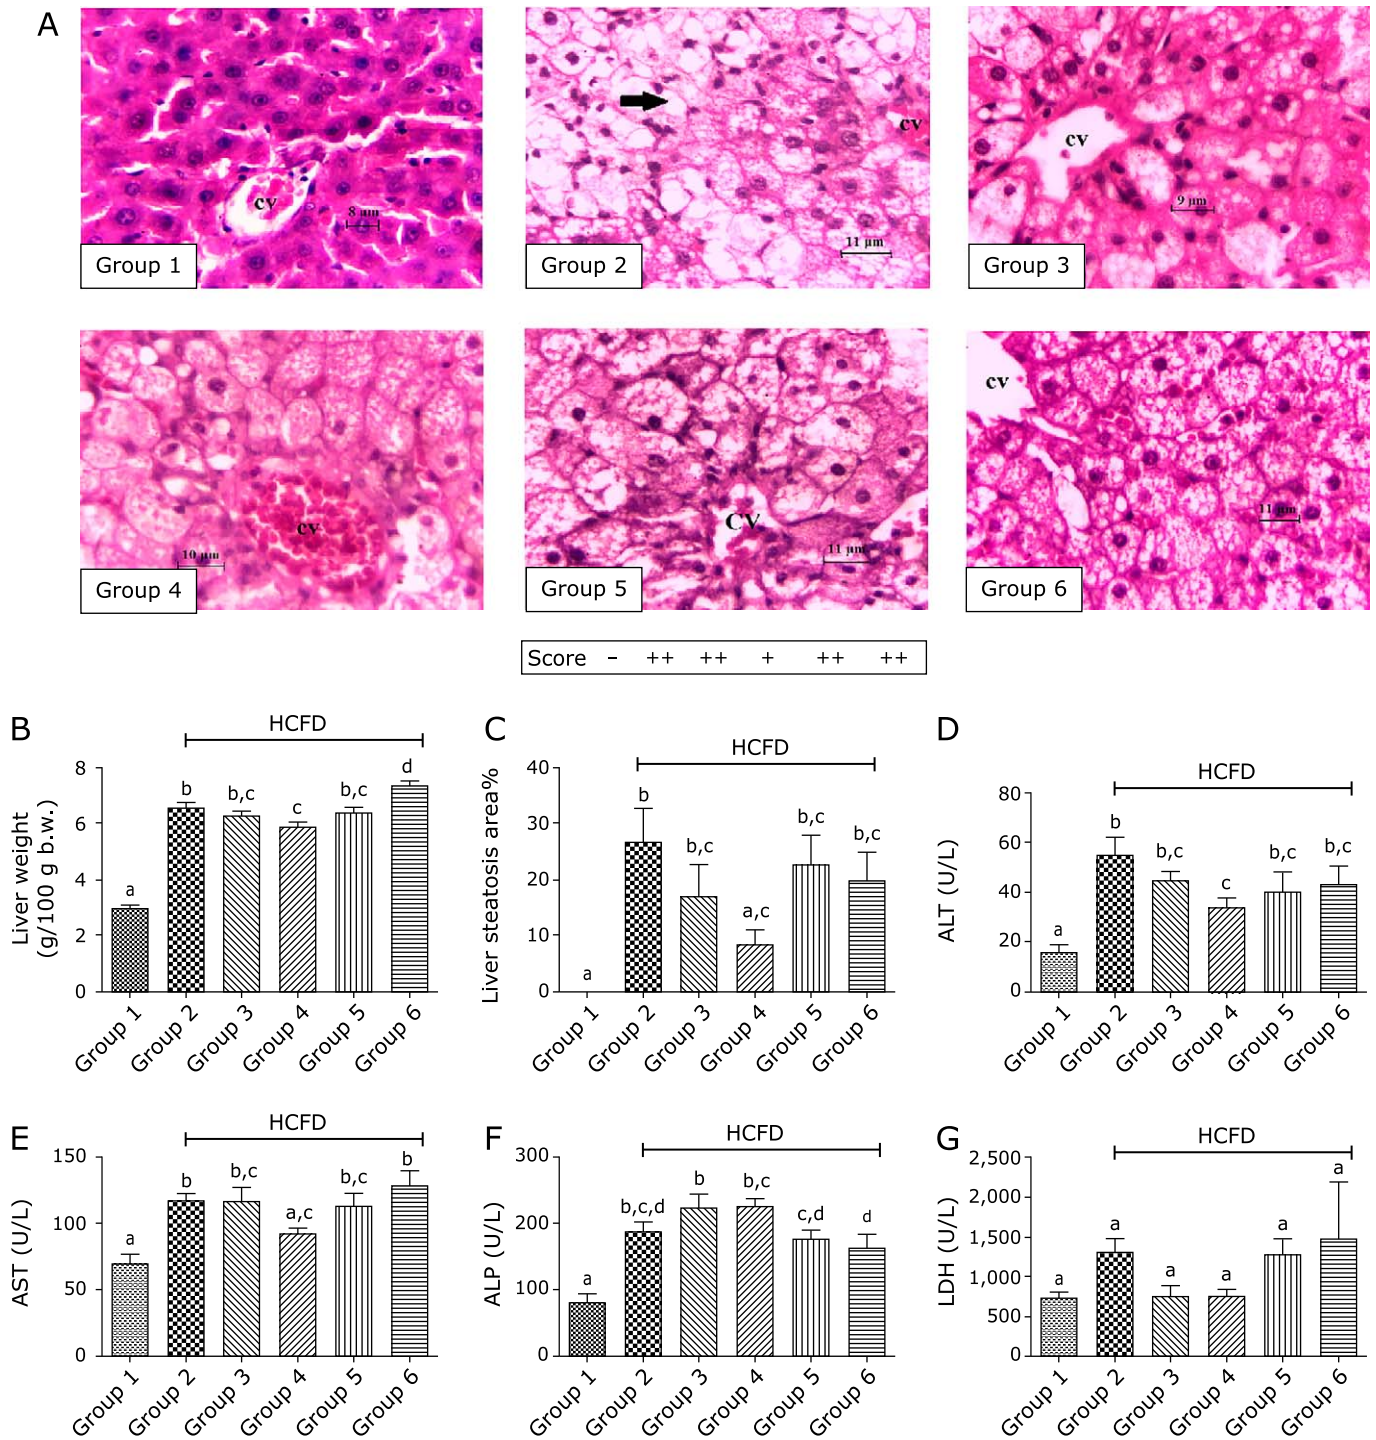 A
cv
8 µm
Group 1
cv
11 µm
Group 2
cv
9 µm
Group 3
cv
10 µm
Group 4
CV
11 µm
Group 5
cv
11 µm
Group 6
Score – ++ ++ + ++ ++
B
HCFD
Liver weight
(g/100 g b.w.)
8
6
4
2
0
a
b
b,c
c
b,c
d
Group 1
Group 2
Group 3
Group 4
Group 5
Group 6
C
HCFD
Liver steatosis area%
40
30
20
10
0
a
b
b,c
a,c
b,c
b,c
Group 1
Group 2
Group 3
Group 4
Group 5
Group 6
D
HCFD
ALT (U/L)
80
60
40
20
0
a
b
b,c
c
b,c
b,c
Group 1
Group 2
Group 3
Group 4
Group 5
Group 6
E
HCFD
AST (U/L)
150
100
50
0
a
b
b,c
a,c
b,c
b
Group 1
Group 2
Group 3
Group 4
Group 5
Group 6
F
HCFD
ALP (U/L)
300
200
100
0
a
b,c,d
b
b,c
c,d
d
Group 1
Group 2
Group 3
Group 4
Group 5
Group 6
G
HCFD
LDH (U/L)
2,500
2,000
1,500
1,000
500
0
a
a
a
a
a
a
Group 1
Group 2
Group 3
Group 4
Group 5
Group 6